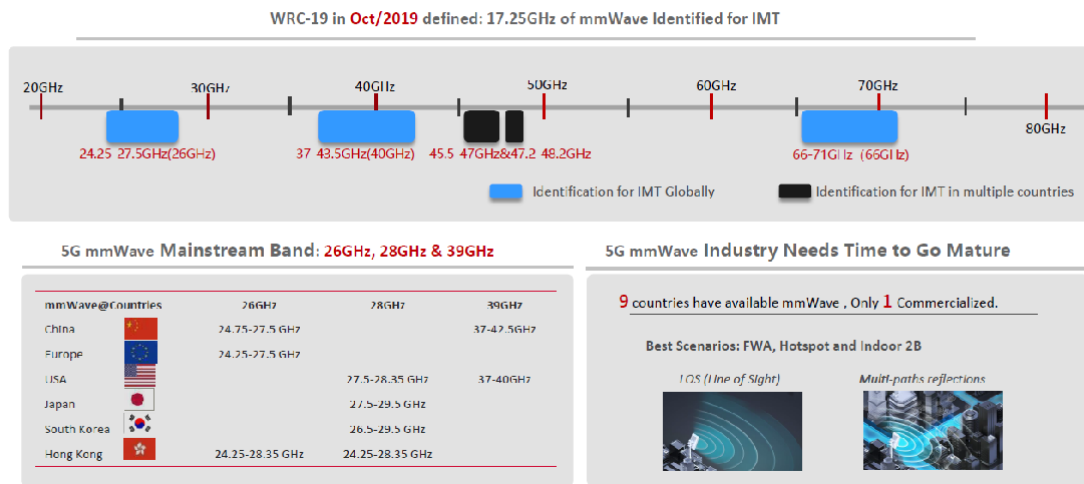 WRC-19 in Oct/2019 defined: 17.25GHz of mmWave Identified for IMT
20GHz 30GHz 40GHz 50GHz 60GHz 70GHz 80GHz
24.25 27.5GHz(26GHz) 37 43.5GHz(40GHz) 45.5 47GHz&47.2 48.2GHz 66-71GHz (66GHz)
Identification for IMT Globally Identification for IMT in multiple countries
5G mmWave Mainstream Band: 26GHz, 28GHz & 39GHz
mmWave@Countries 26GHz 28GHz 39GHz
China 24.75-27.5 GHz 37-42.5GHz
Europe 24.25-27.5 GHz
USA 27.5-28.35 GHz 37-40GHz
Japan 27.5-29.5 GHz
South Korea 26.5-29.5 GHz
Hong Kong 24.25-28.35 GHz 24.25-28.35 GHz
5G mmWave Industry Needs Time to Go Mature
9 countries have available mmWave , Only 1 Commercialized.
Best Scenarios: FWA, Hotspot and Indoor 2B
LOS (Line of Sight) Multi-paths reflections